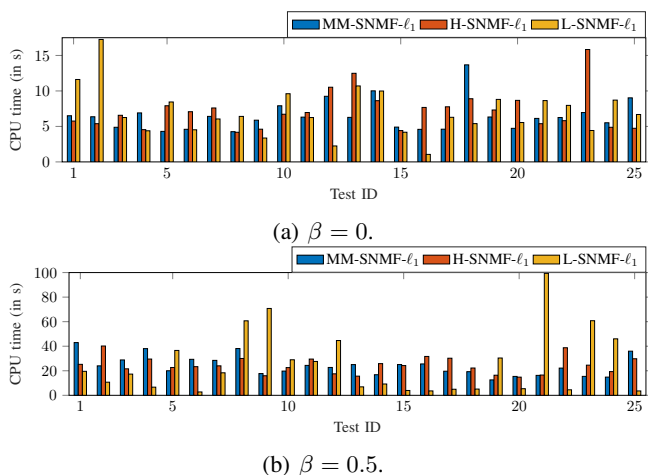 MM-SNMF-ℓ₁ H-SNMF-ℓ₁ L-SNMF-ℓ₁
CPU time (in s)
15
10
5
0
1 5 10 15 20 25
Test ID
(a) β = 0.
MM-SNMF-ℓ₁ H-SNMF-ℓ₁ L-SNMF-ℓ₁
CPU time (in s)
100
80
60
40
20
0
1 5 10 15 20 25
Test ID
(b) β = 0.5.